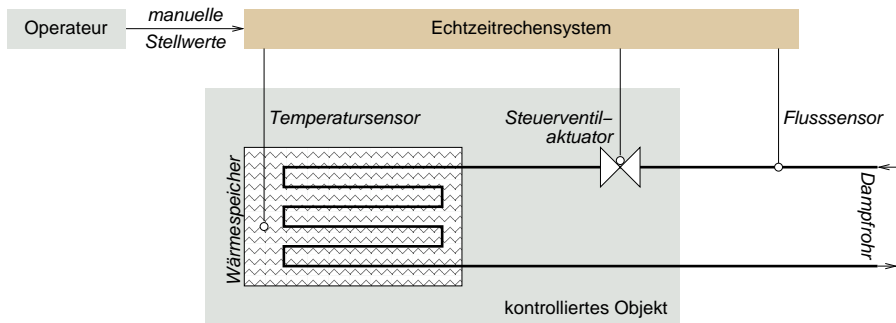 Operateur
manuelle
Stellwerte
Echtzeitrechensystem
Temperatursensor
Steuerventil–
aktuator
Flusssensor
Wärmespeicher
Dampfrohr
kontrolliertes Objekt